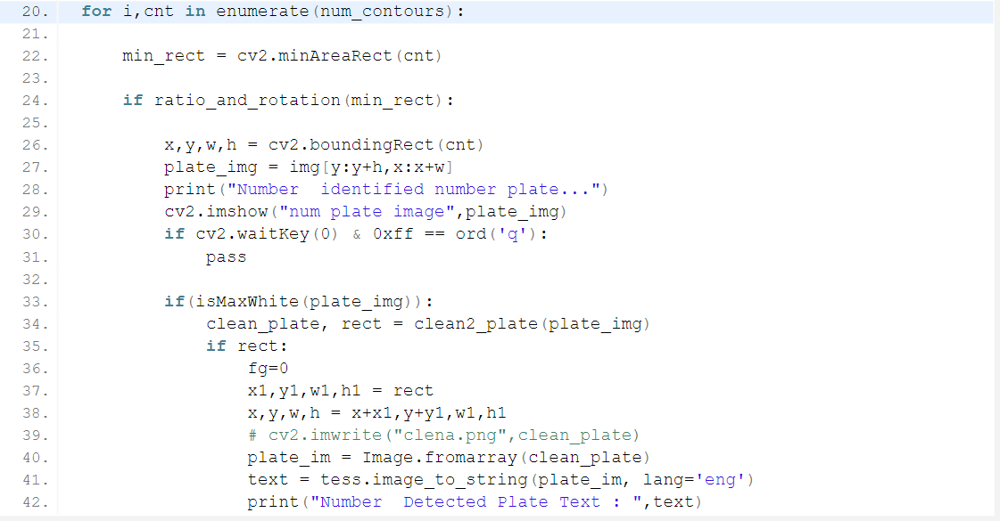 20. for i,cnt in enumerate(num_contours):
21.
22. min_rect = cv2.minAreaRect(cnt)
23.
24. if ratio_and_rotation(min_rect):
25.
26. x,y,w,h = cv2.boundingRect(cnt)
27. plate_img = img[y:y+h,x:x+w]
28. print("Number  identified number plate...")
29. cv2.imshow("num plate image",plate_img)
30. if cv2.waitKey(0) & 0xff == ord('q'):
31. pass
32.
33. if(isMaxWhite(plate_img)):
34. clean_plate, rect = clean2_plate(plate_img)
35. if rect:
36. fg=0
37. x1,y1,w1,h1 = rect
38. x,y,w,h = x+x1,y+y1,w1,h1
39. # cv2.imwrite("clena.png",clean_plate)
40. plate_im = Image.fromarray(clean_plate)
41. text = tess.image_to_string(plate_im, lang='eng')
42. print("Number  Detected Plate Text : ",text)